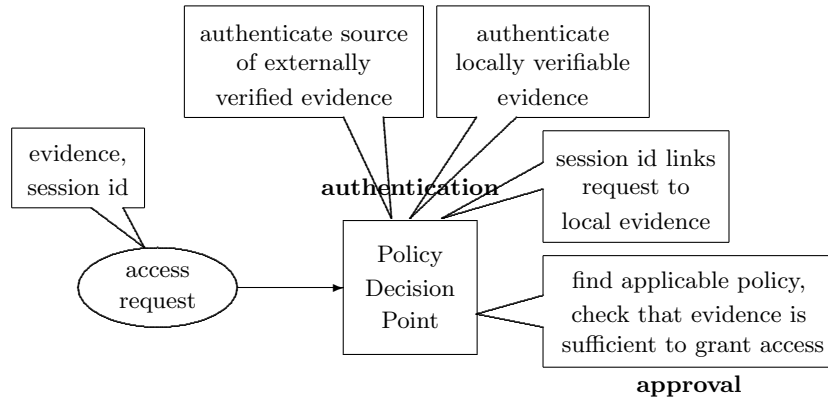 authenticate source
of externally
verified evidence
authenticate
locally verifiable
evidence
evidence,
session id
authentication
session id links
request to
local evidence
access
request
Policy
Decision
Point
find applicable policy,
check that evidence is
sufficient to grant access
approval